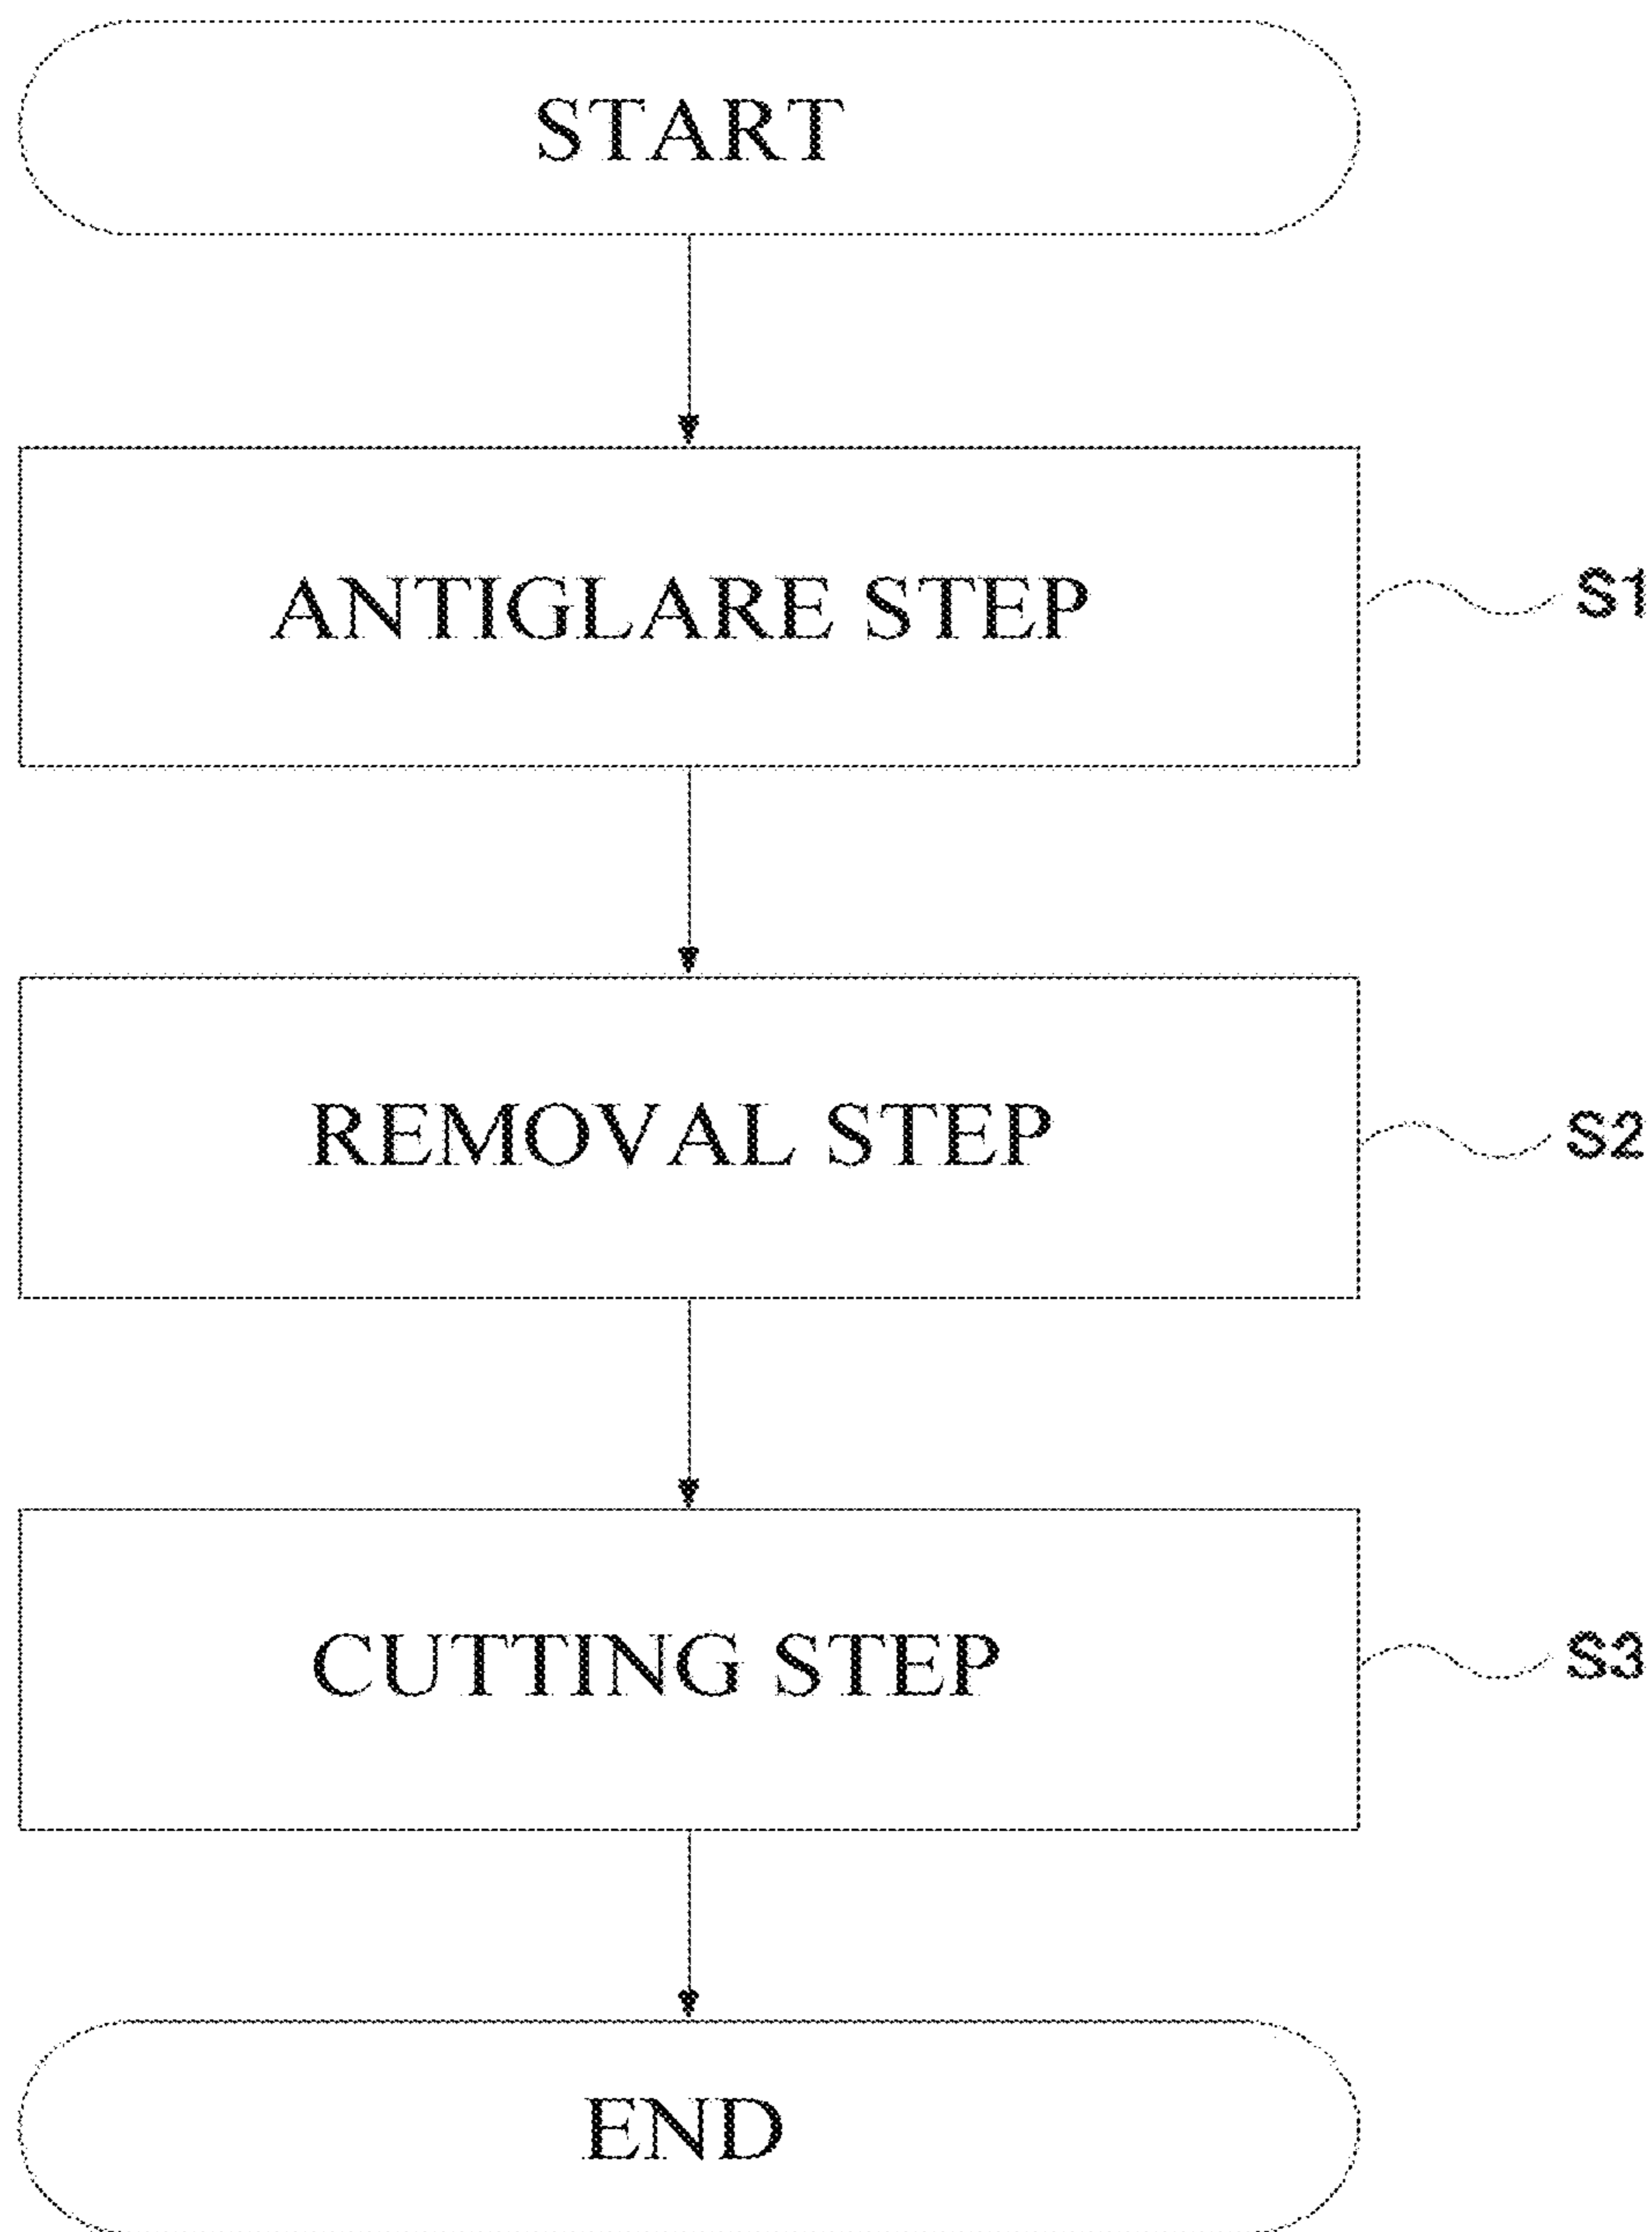 START
ANTIGLARE STEP
S1
REMOVAL STEP
S2
CUTTING STEP
S3
END